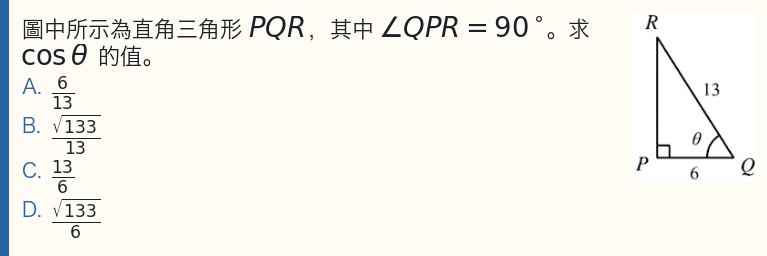 圖中所示為直角三角形 PQR，其中 ∠QPR = 90°。求
cos θ 的值。
A. 6/13
B. √133/13
C. 13/6
D. √133/6
R
13
θ
P
Q
6